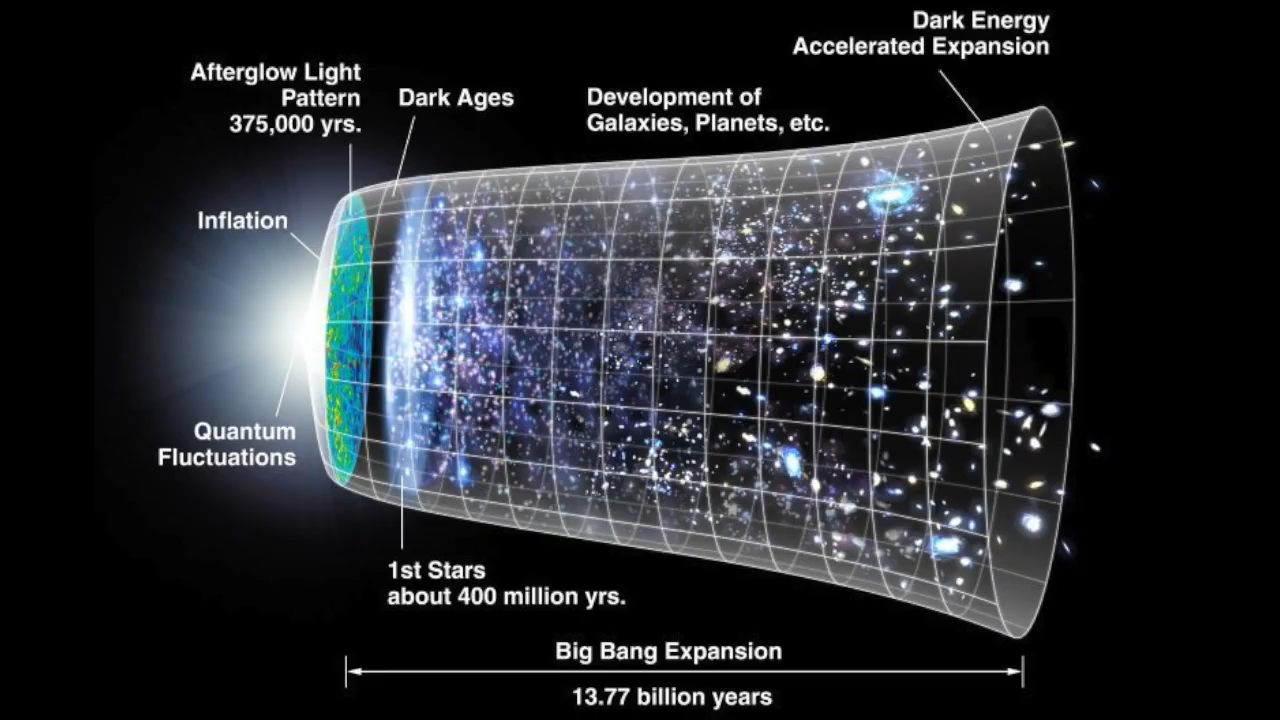 Dark Energy
Accelerated Expansion
Afterglow Light
Pattern
375,000 yrs.
Dark Ages
Development of
Galaxies, Planets, etc.
Inflation
Quantum
Fluctuations
1st Stars
about 400 million yrs.
Big Bang Expansion
13.77 billion years